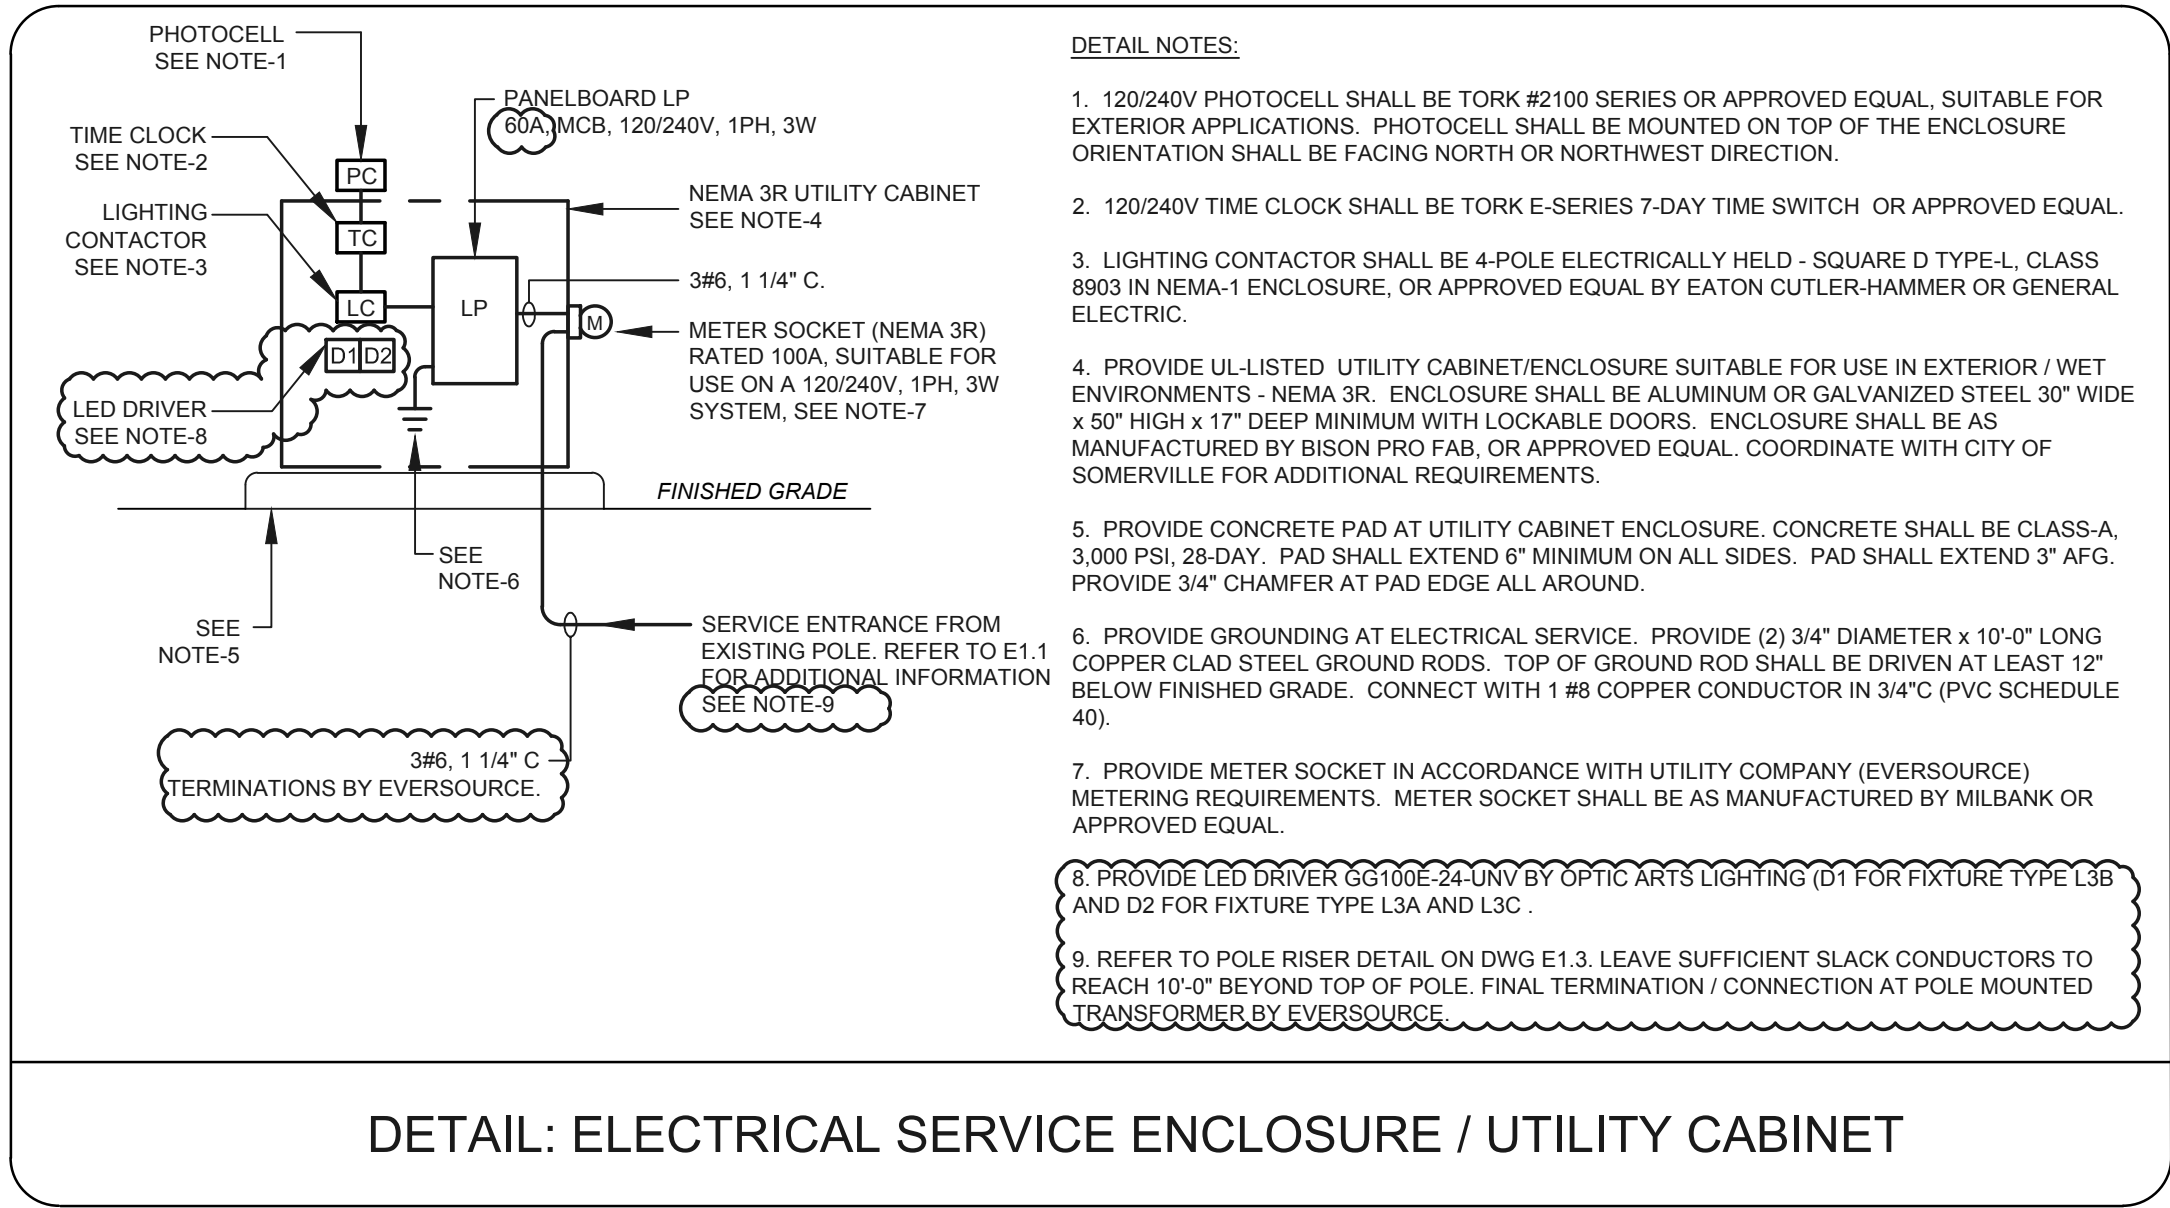 PHOTOCELL
SEE NOTE-1
TIME CLOCK
SEE NOTE-2
LIGHTING
CONTACTOR
SEE NOTE-3
LED DRIVER
SEE NOTE-8
PC
TC
LC
D1 D2
LP
M
PANELBOARD LP
60A, MCB, 120/240V, 1PH, 3W
NEMA 3R UTILITY CABINET
SEE NOTE-4
3#6, 1 1/4" C.
METER SOCKET (NEMA 3R)
RATED 100A, SUITABLE FOR
USE ON A 120/240V, 1PH, 3W
SYSTEM, SEE NOTE-7
FINISHED GRADE
SEE
NOTE-6
SEE
NOTE-5
SERVICE ENTRANCE FROM
EXISTING POLE. REFER TO E1.1
FOR ADDITIONAL INFORMATION
SEE NOTE-9
3#6, 1 1/4" C
TERMINATIONS BY EVERSOURCE.
DETAIL NOTES:
1. 120/240V PHOTOCELL SHALL BE TORK #2100 SERIES OR APPROVED EQUAL, SUITABLE FOR
EXTERIOR APPLICATIONS. PHOTOCELL SHALL BE MOUNTED ON TOP OF THE ENCLOSURE
ORIENTATION SHALL BE FACING NORTH OR NORTHWEST DIRECTION.
2. 120/240V TIME CLOCK SHALL BE TORK E-SERIES 7-DAY TIME SWITCH OR APPROVED EQUAL.
3. LIGHTING CONTACTOR SHALL BE 4-POLE ELECTRICALLY HELD - SQUARE D TYPE-L, CLASS
8903 IN NEMA-1 ENCLOSURE, OR APPROVED EQUAL BY EATON CUTLER-HAMMER OR GENERAL
ELECTRIC.
4. PROVIDE UL-LISTED UTILITY CABINET/ENCLOSURE SUITABLE FOR USE IN EXTERIOR / WET
ENVIRONMENTS - NEMA 3R. ENCLOSURE SHALL BE ALUMINUM OR GALVANIZED STEEL 30" WIDE
x 50" HIGH x 17" DEEP MINIMUM WITH LOCKABLE DOORS. ENCLOSURE SHALL BE AS
MANUFACTURED BY BISON PRO FAB, OR APPROVED EQUAL. COORDINATE WITH CITY OF
SOMERVILLE FOR ADDITIONAL REQUIREMENTS.
5. PROVIDE CONCRETE PAD AT UTILITY CABINET ENCLOSURE. CONCRETE SHALL BE CLASS-A,
3,000 PSI, 28-DAY. PAD SHALL EXTEND 6" MINIMUM ON ALL SIDES. PAD SHALL EXTEND 3" AFG.
PROVIDE 3/4" CHAMFER AT PAD EDGE ALL AROUND.
6. PROVIDE GROUNDING AT ELECTRICAL SERVICE. PROVIDE (2) 3/4" DIAMETER x 10'-0" LONG
COPPER CLAD STEEL GROUND RODS. TOP OF GROUND ROD SHALL BE DRIVEN AT LEAST 12"
BELOW FINISHED GRADE. CONNECT WITH 1 #8 COPPER CONDUCTOR IN 3/4"C (PVC SCHEDULE
40).
7. PROVIDE METER SOCKET IN ACCORDANCE WITH UTILITY COMPANY (EVERSOURCE)
METERING REQUIREMENTS. METER SOCKET SHALL BE AS MANUFACTURED BY MILBANK OR
APPROVED EQUAL.
8. PROVIDE LED DRIVER GG100E-24-UNV BY OPTIC ARTS LIGHTING (D1 FOR FIXTURE TYPE L3B
AND D2 FOR FIXTURE TYPE L3A AND L3C .
9. REFER TO POLE RISER DETAIL ON DWG E1.3. LEAVE SUFFICIENT SLACK CONDUCTORS TO
REACH 10'-0" BEYOND TOP OF POLE. FINAL TERMINATION / CONNECTION AT POLE MOUNTED
TRANSFORMER BY EVERSOURCE.
DETAIL: ELECTRICAL SERVICE ENCLOSURE / UTILITY CABINET